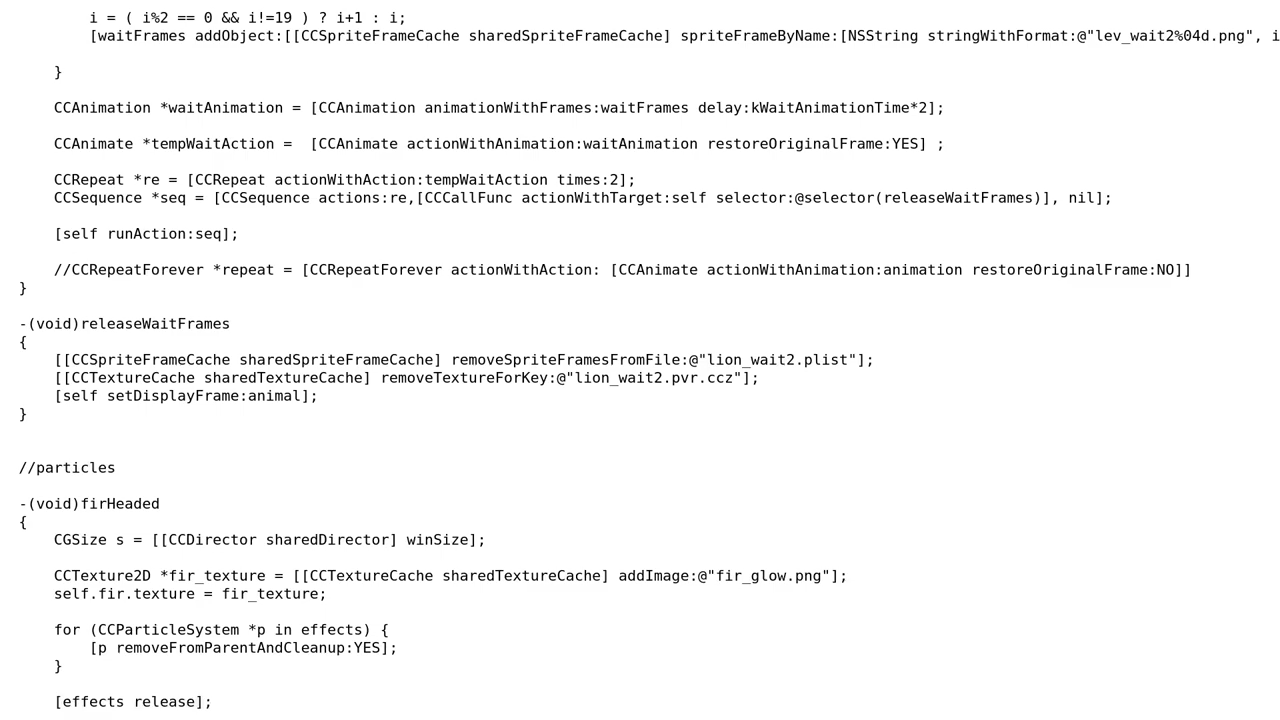 i = ( i%2 == 0 && i!=19 ) ? i+1 : i;
[waitFrames addObject:[[CCSpriteFrameCache sharedSpriteFrameCache] spriteFrameByName:[NSString stringWithFormat:@"lev_wait2%04d.png", i
}
CCAnimation *waitAnimation = [CCAnimation animationWithFrames:waitFrames delay:kWaitAnimationTime*2];
CCAnimate *tempWaitAction =  [CCAnimate actionWithAnimation:waitAnimation restoreOriginalFrame:YES] ;
CCRepeat *re = [CCRepeat actionWithAction:tempWaitAction times:2];
CCSequence *seq = [CCSequence actions:re,[CCCallFunc actionWithTarget:self selector:@selector(releaseWaitFrames)], nil];
[self runAction:seq];
//CCRepeatForever *repeat = [CCRepeatForever actionWithAction: [CCAnimate actionWithAnimation:animation restoreOriginalFrame:NO]]
}
-(void)releaseWaitFrames
{
[[CCSpriteFrameCache sharedSpriteFrameCache] removeSpriteFramesFromFile:@"lion_wait2.plist"];
[[CCTextureCache sharedTextureCache] removeTextureForKey:@"lion_wait2.pvr.ccz"];
[self setDisplayFrame:animal];
}
//particles
-(void)firHeaded
{
CGSize s = [[CCDirector sharedDirector] winSize];
CCTexture2D *fir_texture = [[CCTextureCache sharedTextureCache] addImage:@"fir_glow.png"];
self.fir.texture = fir_texture;
for (CCParticleSystem *p in effects) {
[p removeFromParentAndCleanup:YES];
}
[effects release];